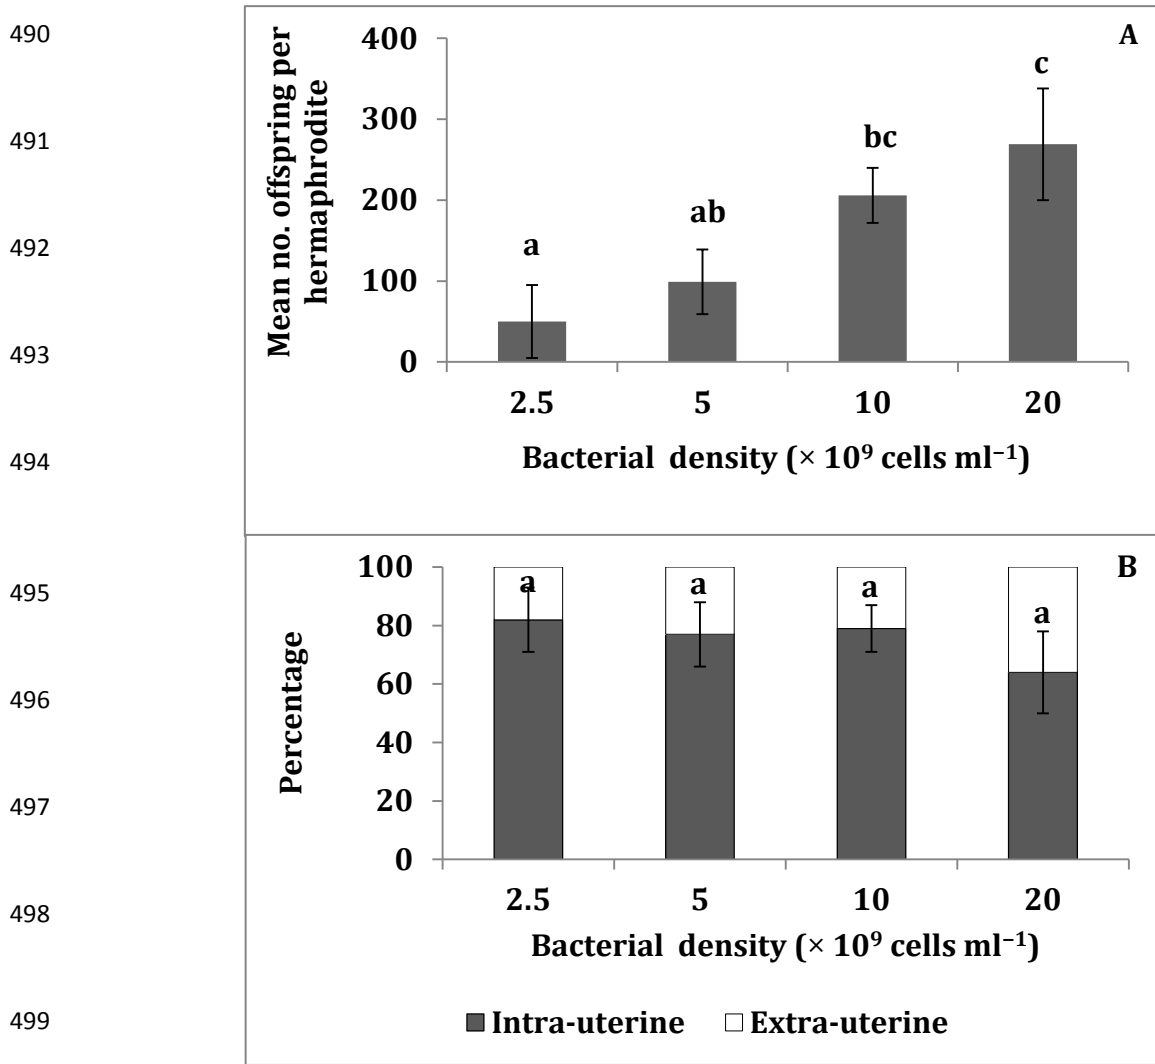 490
400
A
Mean no. offspring per
hermaphrodite
c
491
300
bc
200
492
ab
a
100
493
0
2.5 5 10 20
494
Bacterial density (× 10⁹ cells ml⁻¹)
100
B
495
a a a a
80
Percentage
496
60
40
497
20
0
2.5 5 10 20
498
Bacterial density (× 10⁹ cells ml⁻¹)
499
Intra-uterine Extra-uterine